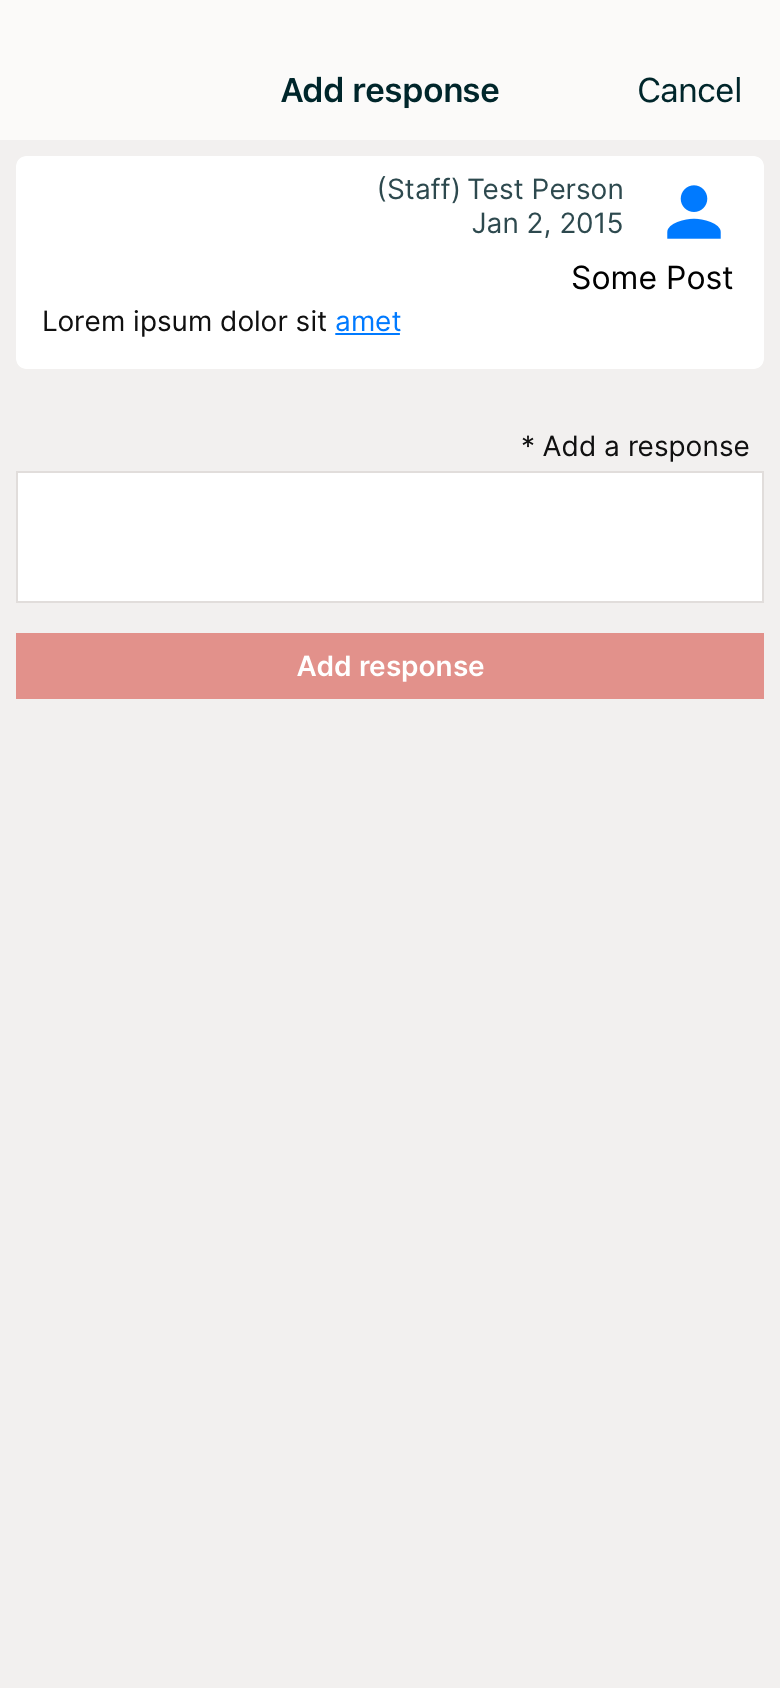 Add response
Cancel
(Staff) Test Person
Jan 2, 2015
Some Post
Lorem ipsum dolor sit amet
* Add a response
Add response